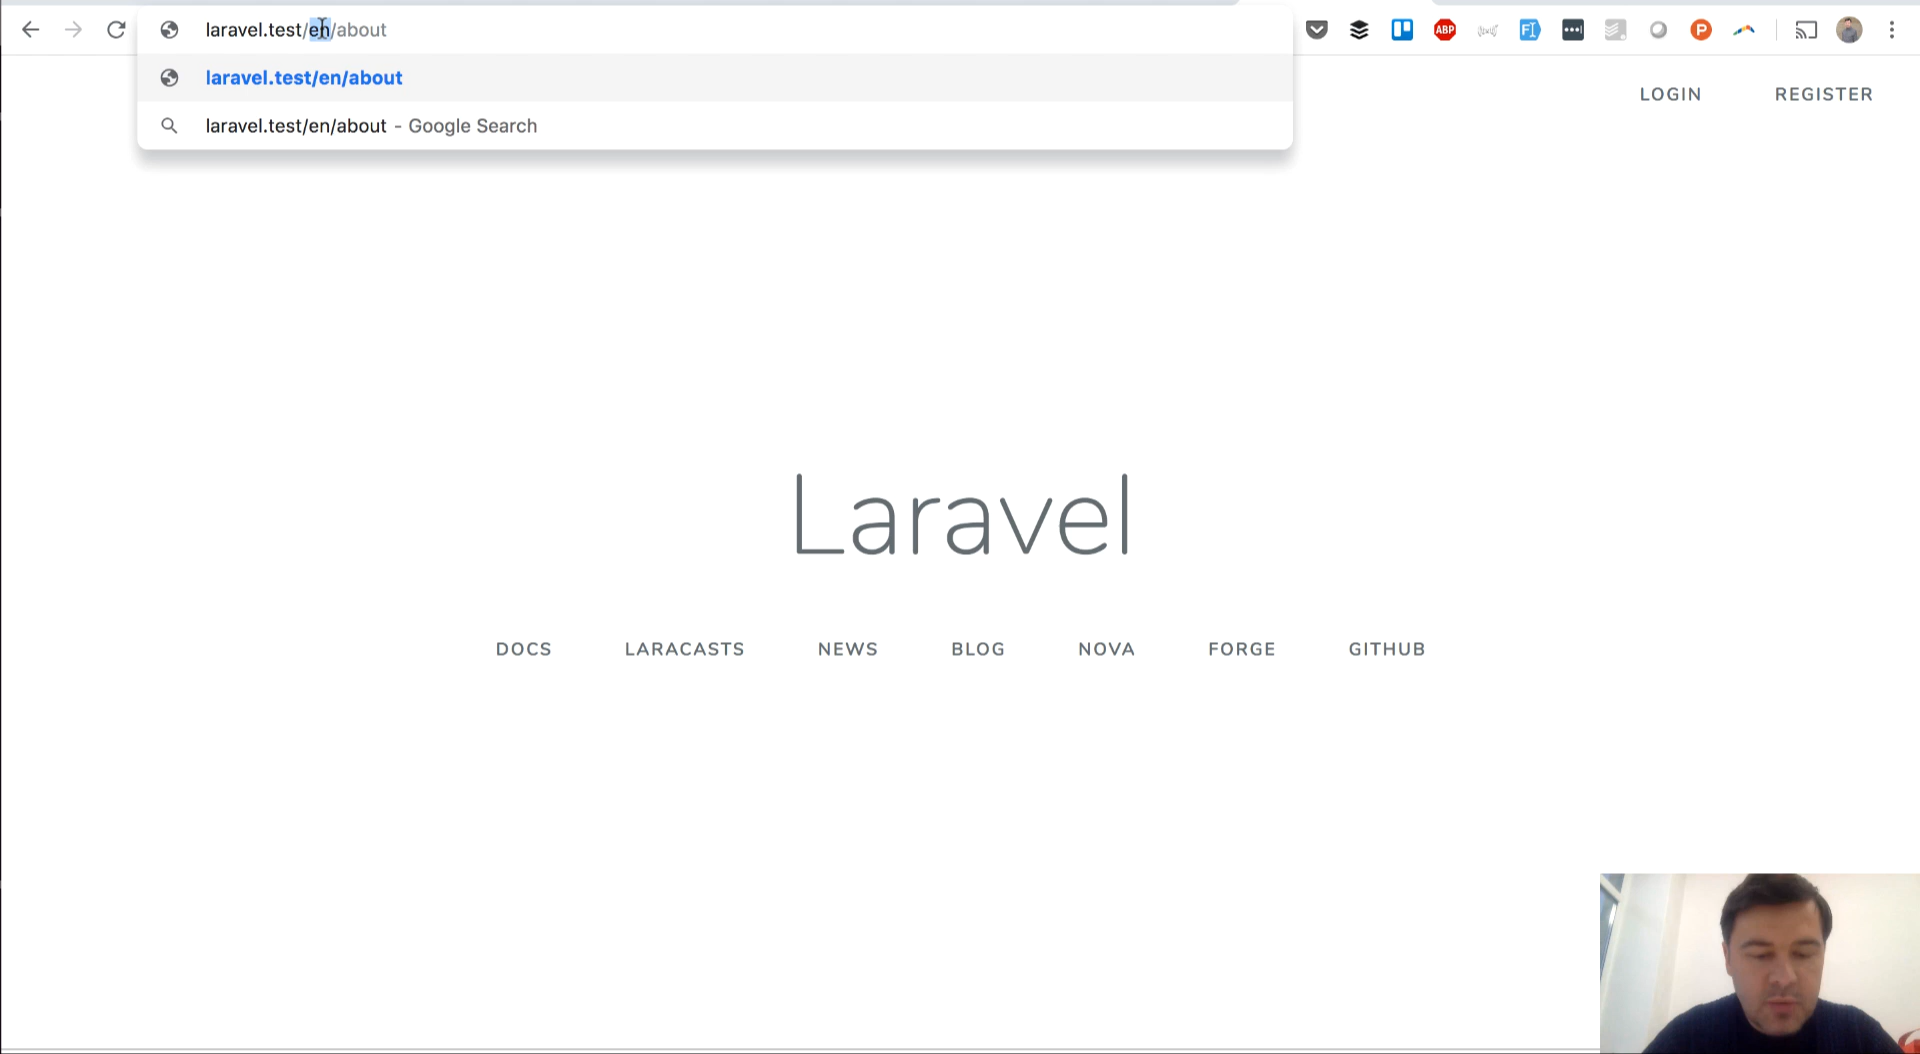 laravel.test/en/about
laravel.test/en/about
laravel.test/en/about - Google Search
ABP
P
LOGIN REGISTER
Laravel
DOCS LARACASTS NEWS BLOG NOVA FORGE GITHUB